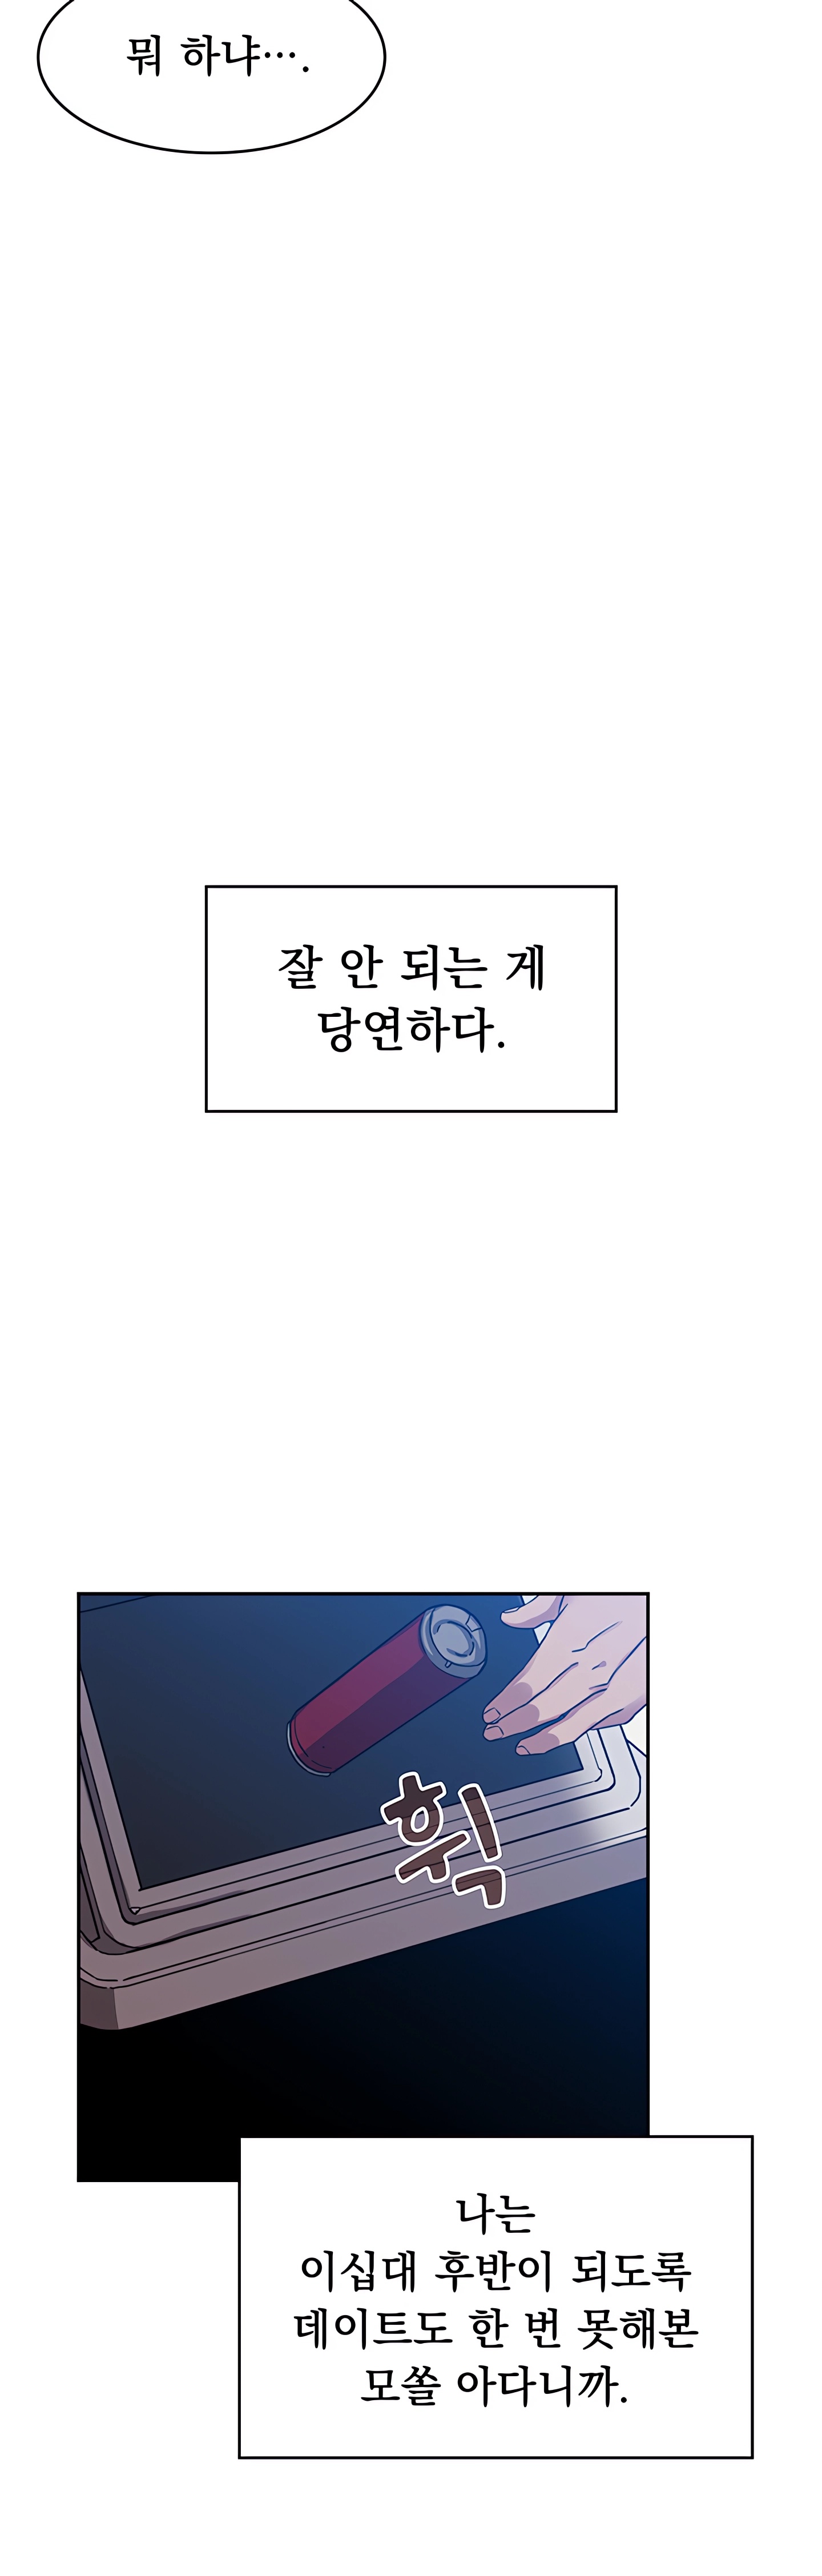 뭐 하냐….
잘 안 되는 게
당연하다.
휙
나는
이십대 후반이 되도록
데이트도 한 번 못해본
모쏠 아다니까.